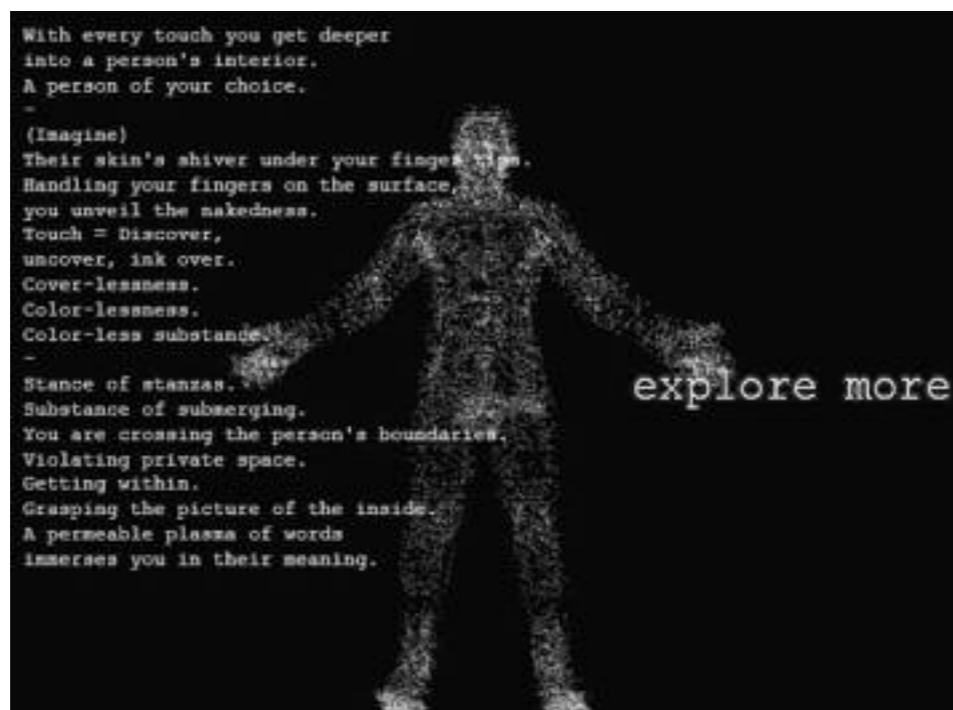 With every touch you get deeper
into a person's interior.
A person of your choice.
~
(Imagine)
Their skin's shiver under your finger tips.
Handling your fingers on the surface,
you unveil the nakedness.
Touch = Discover,
uncover, ink over.
Cover-lessness.
Color-lessness.
Color-less substance.
~
Stance of stanzas.
Substance of submerging.
You are crossing the person's boundaries.
Violating private space.
Getting within.
Grasping the picture of the inside.
A permeable plasma of words
immerses you in their meaning.
explore more